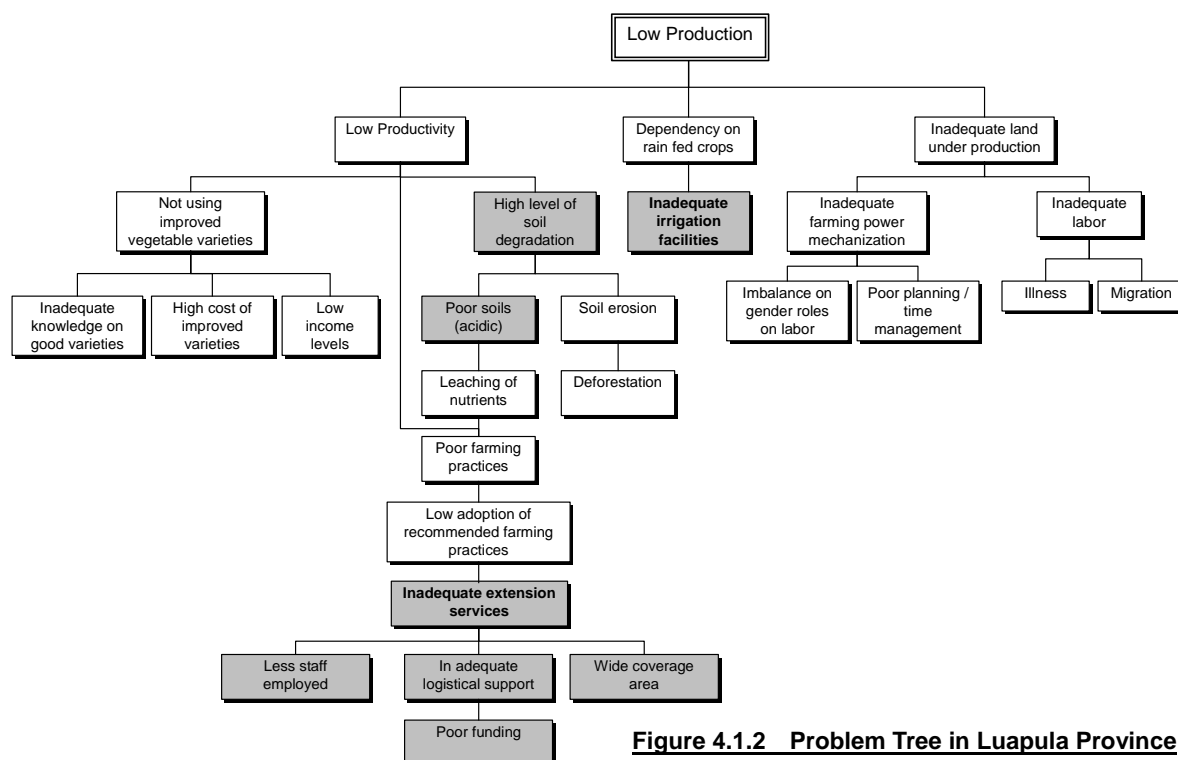 Low Production
Low Productivity
Dependency on
rain fed crops
Inadequate land
under production
Not using
improved
vegetable varieties
High level of
soil
degradation
Inadequate
irrigation
facilities
Inadequate
farming power
mechanization
Inadequate
labor
Inadequate
knowledge on
good varieties
High cost of
improved
varieties
Low
income
levels
Poor soils
(acidic)
Soil erosion
Imbalance on
gender roles
on labor
Poor planning /
time
management
Illness
Migration
Leaching of
nutrients
Deforestation
Poor farming
practices
Low adoption of
recommended farming
practices
Inadequate extension
services
Less staff
employed
In adequate
logistical support
Wide coverage
area
Poor funding
Figure 4.1.2 Problem Tree in Luapula Province